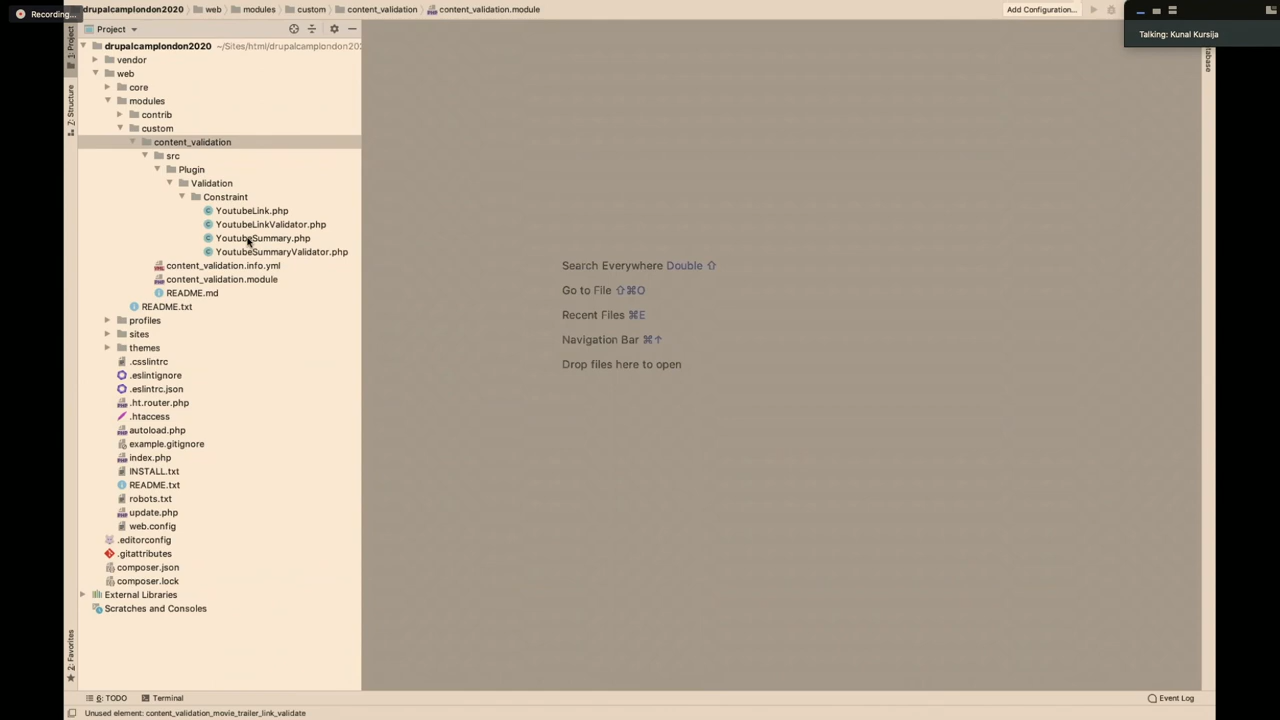 Recording...
drupalcamplondon2020 web modules custom content_validation content_validation.module
Add Configuration...
Talking: Kunal Kursija
Project
drupalcamplondon2020 ~/Sites/html/drupalcamplondon202
vendor
web
core
modules
contrib
custom
content_validation
src
Plugin
Validation
Constraint
YoutubeLink.php
YoutubeLinkValidator.php
YoutubeSummary.php
YoutubeSummaryValidator.php
content_validation.info.yml
content_validation.module
README.md
README.txt
profiles
sites
themes
.csslintrc
.eslintignore
.eslintrc.json
.ht.router.php
.htaccess
autoload.php
example.gitignore
index.php
INSTALL.txt
README.txt
robots.txt
update.php
web.config
.editorconfig
.gitattributes
composer.json
composer.lock
External Libraries
Scratches and Consoles
1: Project
7: Structure
2: Favorites
Search Everywhere Double ⇧
Go to File ⇧⌘O
Recent Files ⌘E
Navigation Bar ⌘↑
Drop files here to open
Database
6: TODO
Terminal
Event Log
Unused element: content_validation_movie_trailer_link_validate